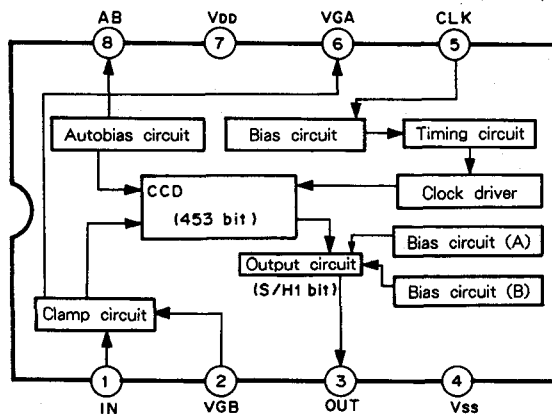 AB VDD VGA CLK
8 7 6 5
Autobias circuit Bias circuit Timing circuit
CCD Clock driver
(453 bit)
Bias circuit (A)
Output circuit
(S/H1 bit) Bias circuit (B)
Clamp circuit
1 2 3 4
IN VGB OUT VSS